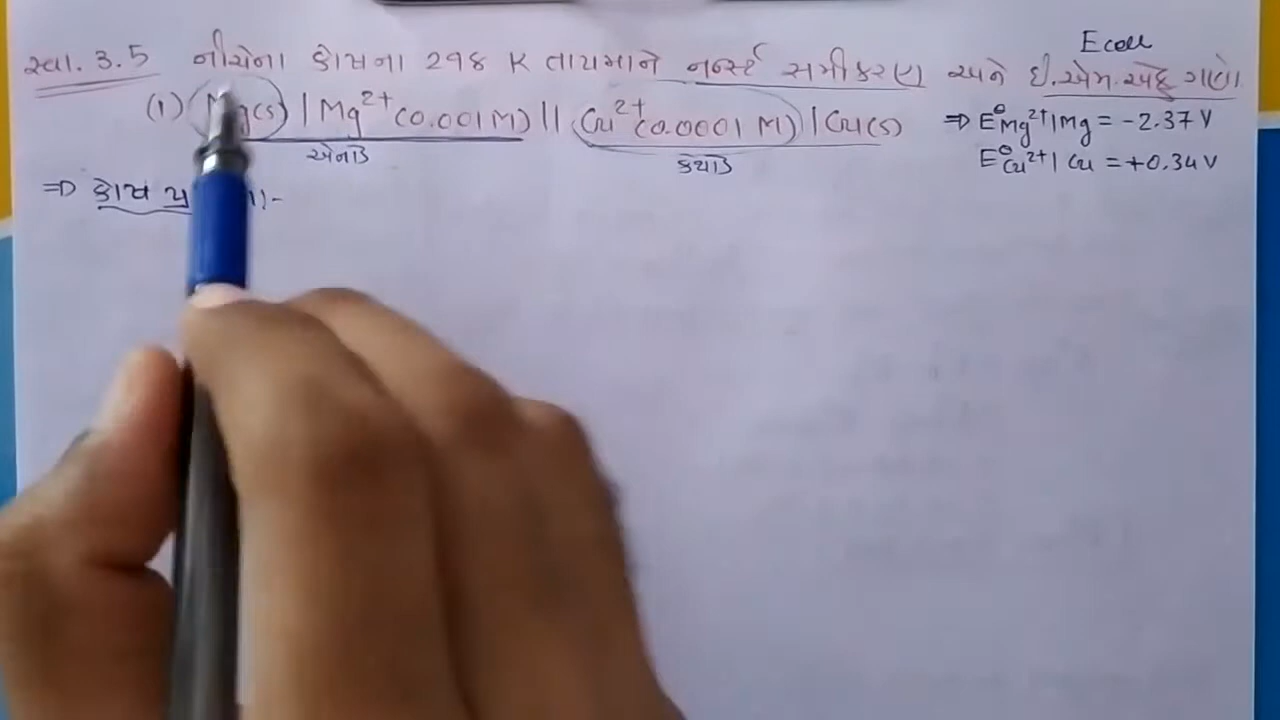 Ecell
સ્વા. 3.5 નીચેના કોષના 298 K તાપમાને નર્ન્સ્ટ સમીકરણ અને ઈ.એમ.એફ ગણો
(1) Mg(s) | Mg²⁺ (0.001M) || Cu²⁺ (0.0001 M) | Cu(s) ⇒ E°Mg²⁺|Mg = -2.37 V
એનોડ કેથોડ E°Cu²⁺| Cu = +0.34 V
⇒ કોષ